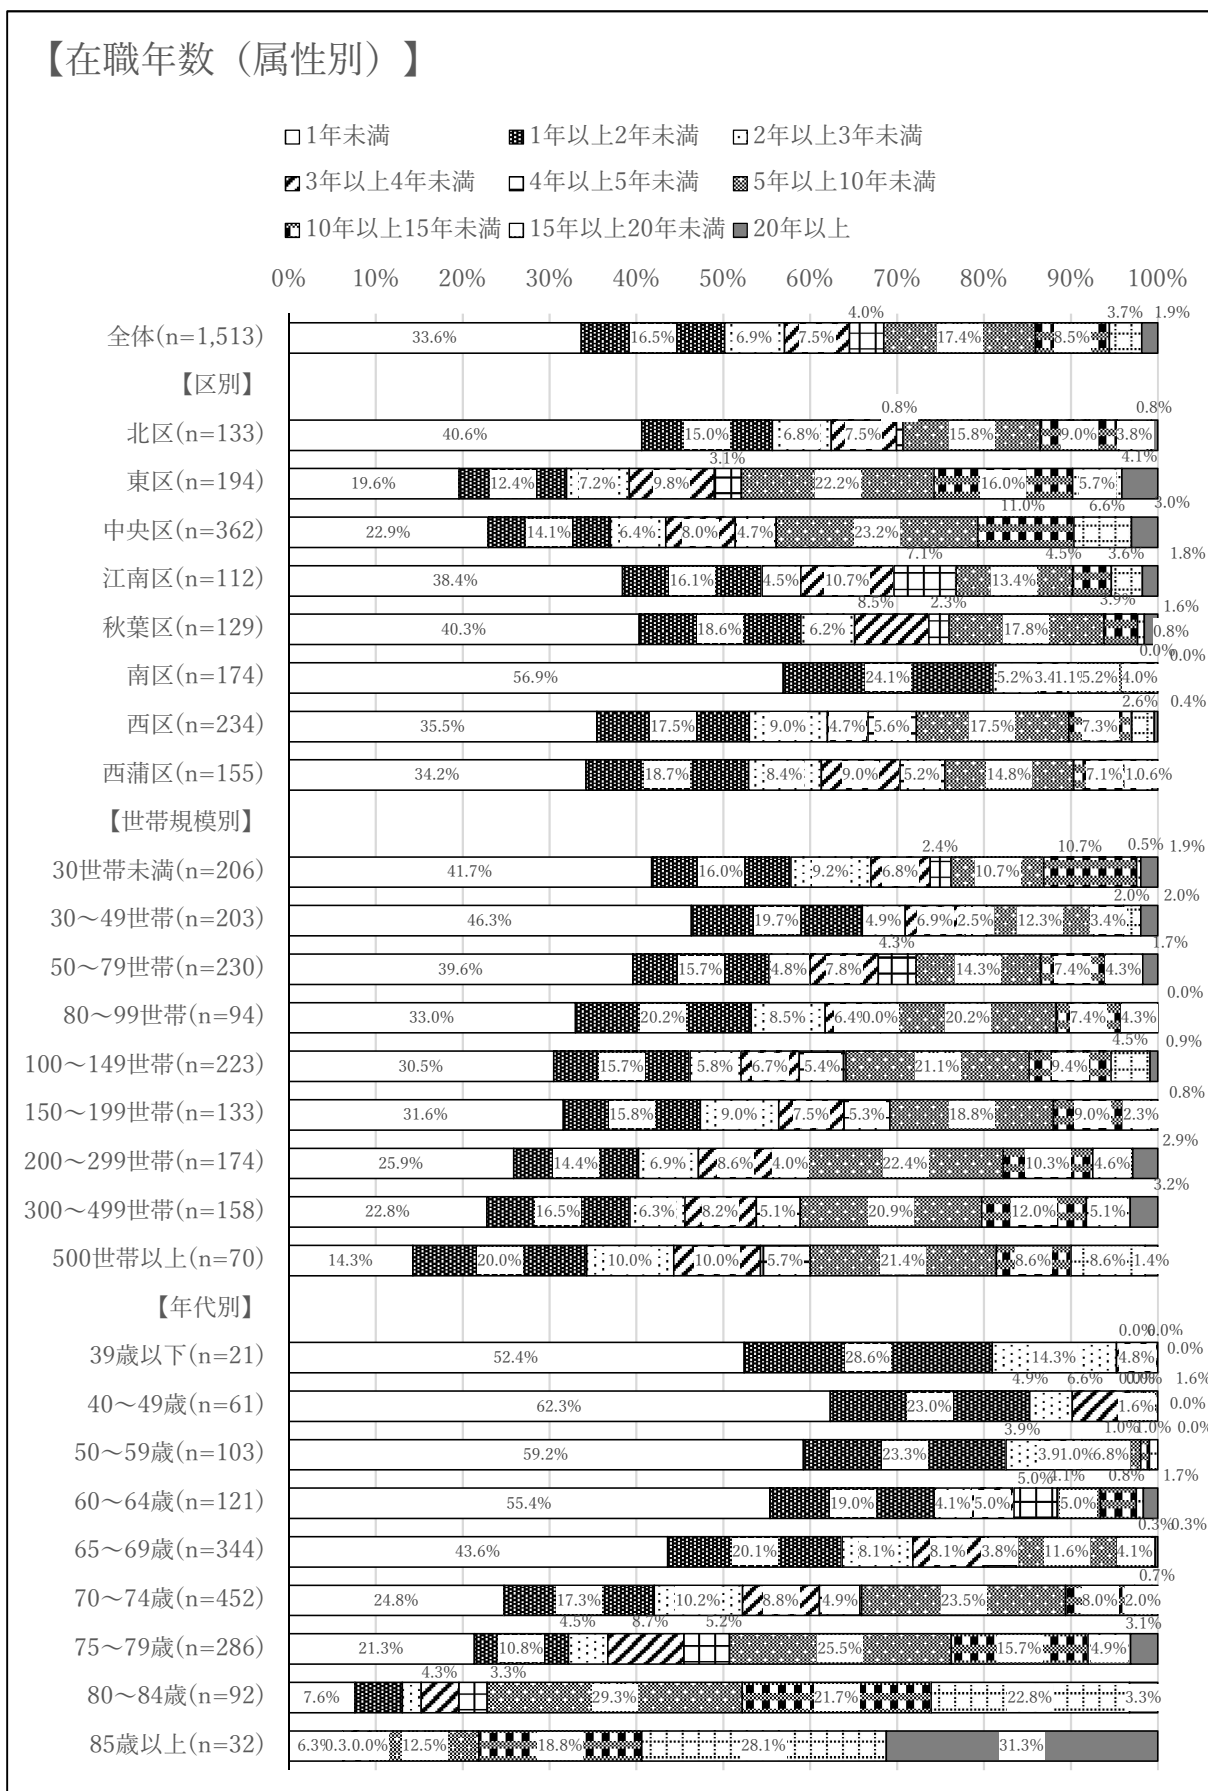 【在職年数（属性別）】
1年未満 1年以上2年未満 2年以上3年未満
3年以上4年未満 4年以上5年未満 5年以上10年未満
10年以上15年未満 15年以上20年未満 20年以上
0% 10% 20% 30% 40% 50% 60% 70% 80% 90% 100%
全体(n=1,513) 33.6% 16.5% 6.9% 7.5% 4.0% 17.4% 8.5% 3.7% 1.9%
【区別】
北区(n=133) 40.6% 15.0% 6.8% 7.5% 0.8% 15.8% 9.0% 3.8% 0.8%
東区(n=194) 19.6% 12.4% 7.2% 9.8% 3.1% 22.2% 16.0% 5.7% 4.1%
中央区(n=362) 22.9% 14.1% 6.4% 8.0% 4.7% 23.2% 11.0% 6.6% 3.0%
江南区(n=112) 38.4% 16.1% 4.5% 10.7% 7.1% 13.4% 4.5% 3.6% 1.8%
秋葉区(n=129) 40.3% 18.6% 6.2% 8.5% 2.3% 17.8% 3.9% 0.8% 1.6%
南区(n=174) 56.9% 24.1% 5.2% 3.4% 1.1% 5.2% 4.0% 0.0% 0.0%
西区(n=234) 35.5% 17.5% 9.0% 4.7% 5.6% 17.5% 7.3% 2.6% 0.4%
西蒲区(n=155) 34.2% 18.7% 8.4% 9.0% 5.2% 14.8% 7.1% 0.6%
【世帯規模別】
30世帯未満(n=206) 41.7% 16.0% 9.2% 6.8% 2.4% 10.7% 10.7% 0.5% 1.9%
30～49世帯(n=203) 46.3% 19.7% 4.9% 6.9% 2.5% 12.3% 3.4% 2.0% 2.0%
50～79世帯(n=230) 39.6% 15.7% 4.8% 7.8% 4.3% 14.3% 7.4% 4.3% 1.7%
80～99世帯(n=94) 33.0% 20.2% 8.5% 6.4% 0.0% 20.2% 7.4% 4.3% 0.0%
100～149世帯(n=223) 30.5% 15.7% 5.8% 6.7% 5.4% 21.1% 9.4% 4.5% 0.9%
150～199世帯(n=133) 31.6% 15.8% 9.0% 7.5% 5.3% 18.8% 9.0% 2.3% 0.8%
200～299世帯(n=174) 25.9% 14.4% 6.9% 8.6% 4.0% 22.4% 10.3% 4.6% 2.9%
300～499世帯(n=158) 22.8% 16.5% 6.3% 8.2% 5.1% 20.9% 12.0% 5.1% 3.2%
500世帯以上(n=70) 14.3% 20.0% 10.0% 10.0% 5.7% 21.4% 8.6% 8.6% 1.4%
【年代別】
39歳以下(n=21) 52.4% 28.6% 14.3% 4.8% 0.0% 0.0% 0.0%
40～49歳(n=61) 62.3% 23.0% 4.9% 6.6% 1.6% 1.6% 0.0%
50～59歳(n=103) 59.2% 23.3% 3.9% 3.9% 1.0% 6.8% 1.0% 1.0% 0.0%
60～64歳(n=121) 55.4% 19.0% 4.1% 5.0% 5.0% 5.0% 4.1% 0.8% 1.7%
65～69歳(n=344) 43.6% 20.1% 8.1% 8.1% 3.8% 11.6% 4.1% 0.3% 0.3%
70～74歳(n=452) 24.8% 17.3% 10.2% 8.8% 4.9% 23.5% 8.0% 2.0% 0.7%
75～79歳(n=286) 21.3% 10.8% 4.5% 8.7% 5.2% 25.5% 15.7% 4.9% 3.1%
80～84歳(n=92) 7.6% 4.3% 3.3% 29.3% 21.7% 22.8% 3.3%
85歳以上(n=32) 6.3% 0.0% 12.5% 18.8% 28.1% 31.3%